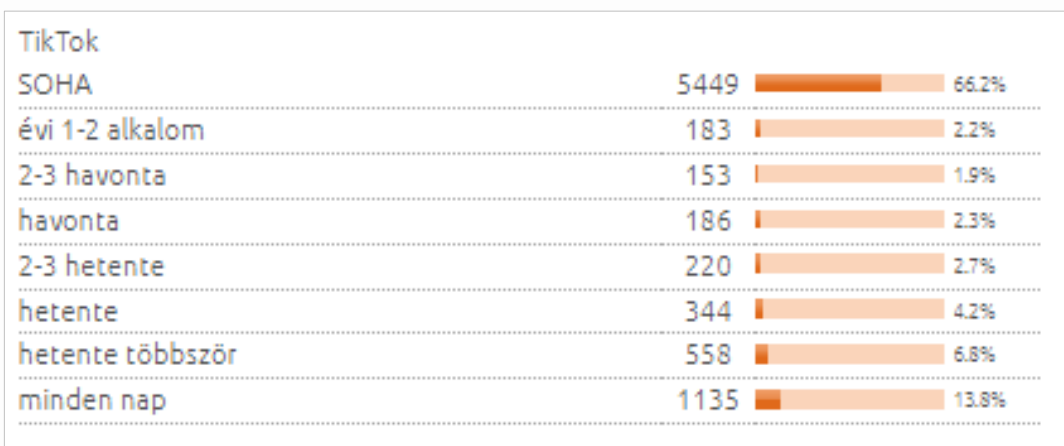 TikTok
SOHA 5449 66.2%
évi 1-2 alkalom 183 2.2%
2-3 havonta 153 1.9%
havonta 186 2.3%
2-3 hetente 220 2.7%
hetente 344 4.2%
hetente többször 558 6.8%
minden nap 1135 13.8%